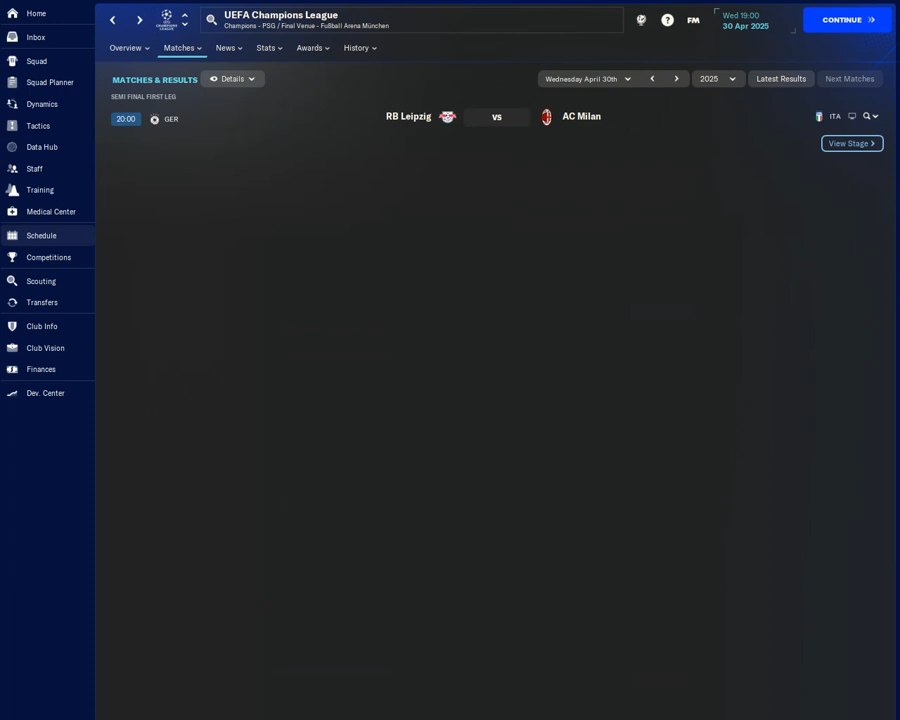 Home
Inbox
Squad
Squad Planner
Dynamics
Tactics
Data Hub
Staff
Training
Medical Center
Schedule
Competitions
Scouting
Transfers
Club Info
Club Vision
Finances
Dev. Center
UEFA Champions League
Champions - PSG / Final Venue - Fußball Arena München
FM
Wed 19:00
30 Apr 2025
CONTINUE
Overview
Matches
News
Stats
Awards
History
MATCHES & RESULTS
Details
Wednesday April 30th
2025
Latest Results
Next Matches
SEMI FINAL FIRST LEG
20:00
GER
RB Leipzig
vs
AC Milan
ITA
View Stage